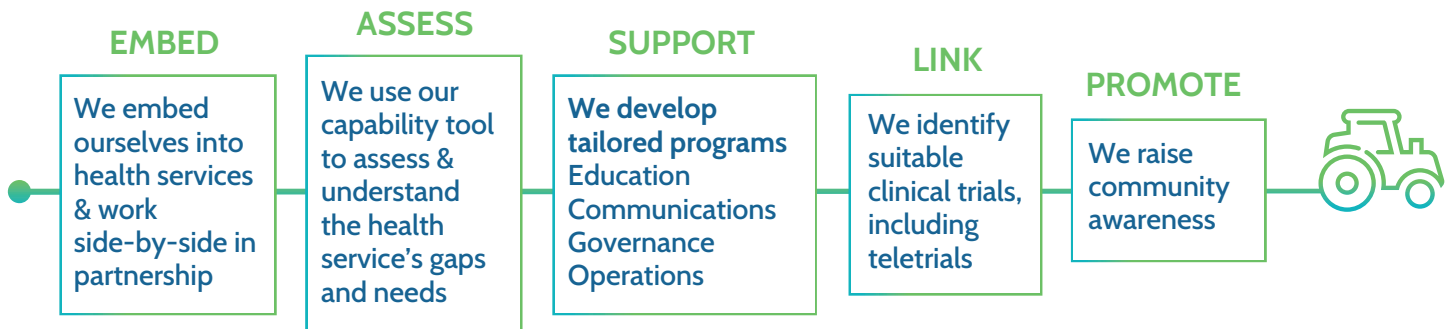 EMBED
We embed
ourselves into
health services
& work
side-by-side in
partnership
ASSESS
We use our
capability tool
to assess &
understand
the health
service's gaps
and needs
SUPPORT
We develop
tailored programs
Education
Communications
Governance
Operations
LINK
We identify
suitable
clinical trials,
including
teletrials
PROMOTE
We raise
community
awareness